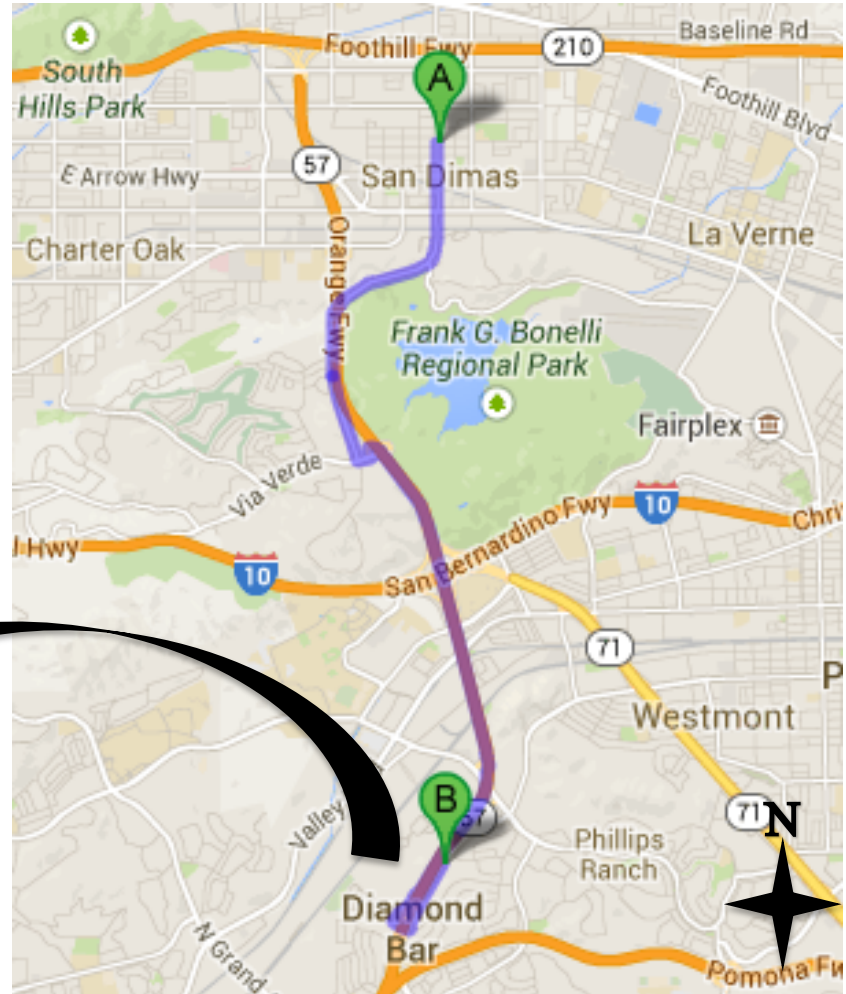 Baseline Rd
Foothill Fwy
210
South
Hills Park
A
Foothill Blvd
57
E Arrow Hwy
San Dimas
Orange Fwy
La Verne
Charter Oak
Frank G. Bonelli
Regional Park
Fairplex
Via Verde
10
San Bernardino Fwy
Chri
l Hwy
10
71
P
Westmont
B
57
71
N
Valley
Phillips
Ranch
Diamond
Bar
N Grand
Pomona Fw